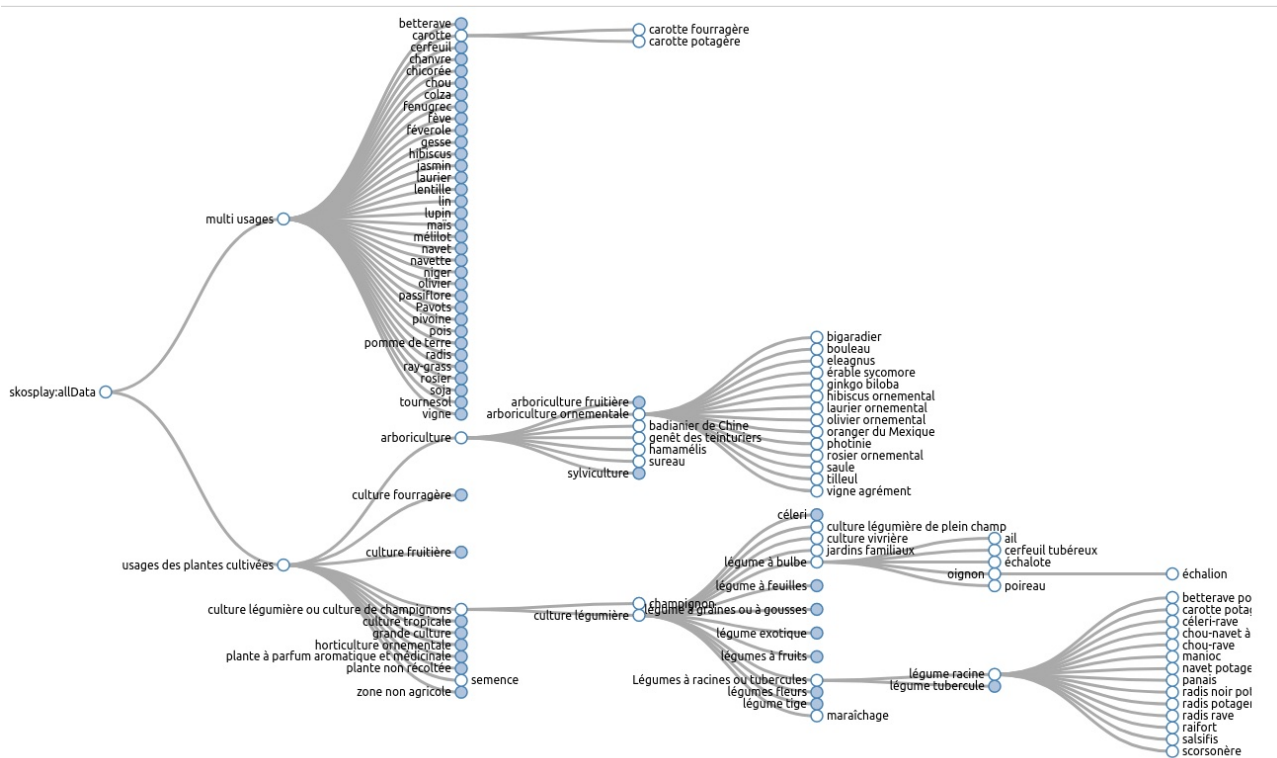 skosplay:allData
multi usages
betterave
carotte
carotte fourragère
carotte potagère
cerfeuil
chanvre
chicorée
chou
colza
fenugrec
fève
féverole
gesse
hibiscus
jasmin
laurier
lentille
lin
lupin
maïs
mélilot
navet
navette
niger
olivier
passiflore
Pavots
pivoine
pois
pomme de terre
radis
ray-grass
rosier
soja
tournesol
vigne
usages des plantes cultivées
arboriculture
arboriculture fruitière
arboriculture ornementale
bigaradier
bouleau
eleagnus
érable sycomore
ginkgo biloba
hibiscus ornemental
laurier ornemental
olivier ornemental
oranger du Mexique
photinie
rosier ornemental
saule
tilleul
vigne agrément
badianier de Chine
genêt des teinturiers
hamamélis
sureau
sylviculture
culture fourragère
culture fruitière
culture légumière ou culture de champignons
champignon
culture légumière
céleri
culture légumière de plein champ
culture vivrière
jardins familiaux
légume à bulbe
ail
cerfeuil tubéreux
échalote
oignon
échalion
poireau
légume à feuilles
légume à graines ou à gousses
légume exotique
légumes à fruits
Légumes à racines ou tubercules
légume racine
betterave po
carotte potag
céleri-rave
chou-navet à
chou-rave
manioc
navet potage
panais
radis noir pot
radis potager
radis rave
raifort
salsifis
scorsonère
légume tubercule
légumes fleurs
légume tige
maraîchage
culture tropicale
grande culture
horticulture ornementale
plante à parfum aromatique et médicinale
plante non récoltée
semence
zone non agricole